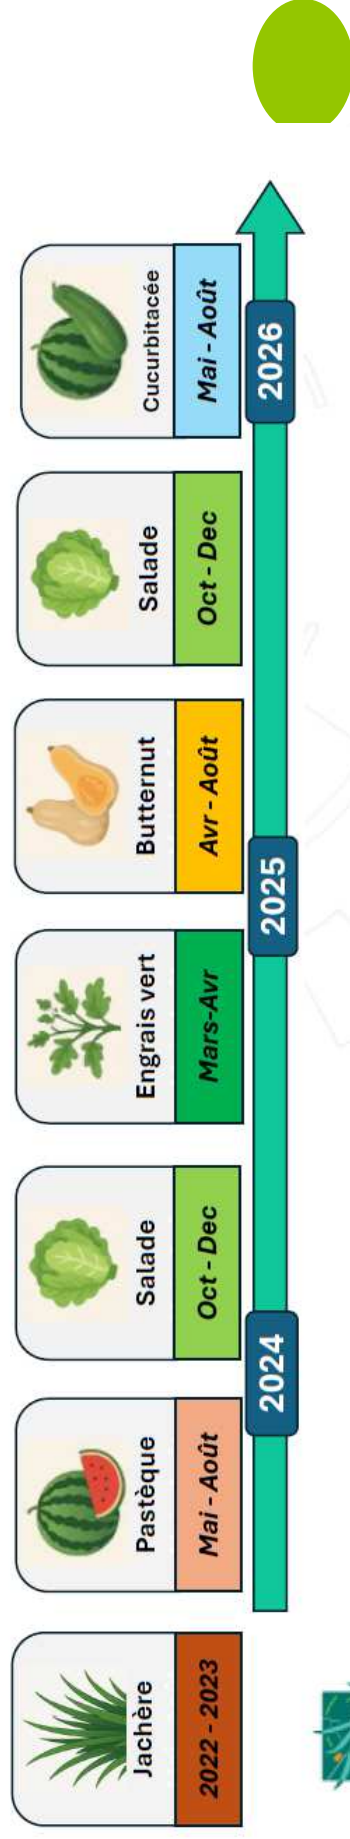 Jachère
2022 - 2023
Pastèque
Mai - Août
Salade
Oct - Dec
Engrais vert
Mars-Avr
Butternut
Avr - Août
Salade
Oct - Dec
Cucurbitacée
Mai - Août
2024
2025
2026